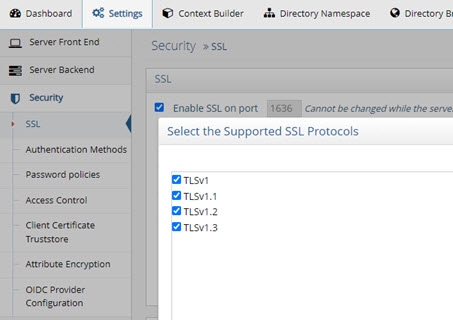 Dashboard Settings Context Builder Directory Namespace Directory Br
Server Front End
Server Backend
Security
SSL
Authentication Methods
Password policies
Access Control
Client Certificate
Truststore
Attribute Encryption
OIDC Provider
Configuration
Security » SSL
SSL
Enable SSL on port 1636 Cannot be changed while the serve
Select the Supported SSL Protocols
TLSv1
TLSv1.1
TLSv1.2
TLSv1.3